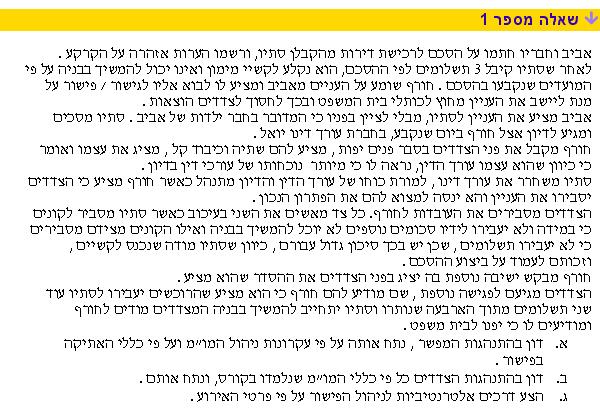 שאלה מספר 1
אביב וחבריו חתמו על הסכם לרכישת דירות מהקבלן סתיו, ורשמו הערות אזהרה על הקרקע.
לאחר שסתיו קיבל 3 תשלומים לפי ההסכם, הוא נקלע לקשיי מימון ואינו יכול להמשיך בבניה על פי
המועדים שנקבעו בהסכם. חורף שומע על העניים מאביב ומציע לו לבוא אליו לגישור / פישור על
מנת ליישב את העניין מחוץ לכותלי בית המשפט ובכך לחסוך לצדדים הוצאות.
אביב מציע את העניין לסתיו, מבלי לציין בפניו כי המדובר בחבר ילדות של אביב. סתיו מסכים
ומגיע לדיון אצל חורף ביום שנקבע, בחברת עורך דינו יואל.
חורף מקבל את פני הצדדים בסבר פנים יפות, מציע להם שתיה וכיבוד קל, מציג את עצמו ואומר
כי כיוון שהוא עצמו עורך הדין, נראה לו כי מיותר נוכחותו של עורכי דין בדיון.
סתיו משחרר את עורך דינו, למורת כוחו של עורך הדין והדיון מתנהל כאשר חורף מציע כי הצדדים
יסבירו את העניין והא ינסה למצוא להם את הפתרון הנכון.
הצדדים מסבירים את העובדות לחורף. כל צד מאשים את השני בעיכוב כאשר סתיו מסביר לקונים
כי במידה ולא יעבירו לידיו סכומים נוספים לא יוכל להמשיך בבניה ואילו הקונים מצידם מסבירים
כי לא יעבירו תשלומים, שכן יש בכך סיכון גדול עבורם, כיוון שסתיו מודה שנכנס לקשיים,
וזכותם לעמוד על ביצוע ההסכם.
חורף מבקש ישיבה נוספת בה יציג בפני הצדדים את ההסדר שהוא מציע.
הצדדים מגיעים לפגישה נוספת, שם מודיע להם חורף כי הוא מציע שהרוכשים יעבירו לסתיו עוד
שני תשלומים מתוך הארבעה שנותרו וסתיו יתחייב להמשיך בבניה המצדדים מודים לחורף
ומודיעים לו כי יפנו לבית משפט.
א. דון בהתנהגות המפשר, נתח אותה על פי עקרונות ניהול המו״מ ועל פי כללי האתיקה
בפישור.
ב. דון בהתנהגות הצדדים כל פי כללי המו״מ שנלמדו בקורס, ונתח אותם.
ג. הצע דרכים אלטרנטיביות לניהול הפישור על פי פרטי האירוע.